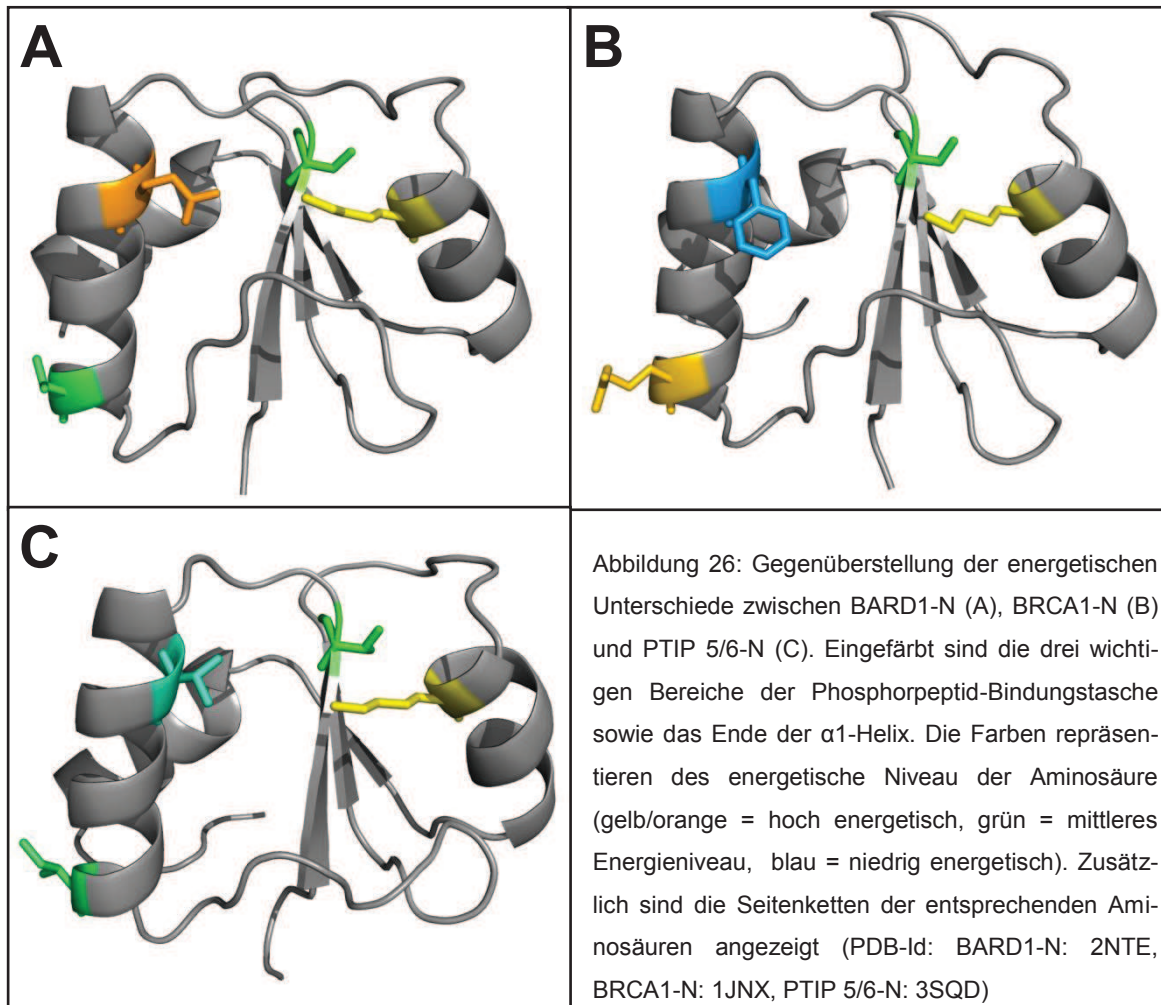 A
B
C
Abbildung 26: Gegenüberstellung der energetischen
Unterschiede zwischen BARD1-N (A), BRCA1-N (B)
und PTIP 5/6-N (C). Eingefärbt sind die drei wichti-
gen Bereiche der Phosphorpeptid-Bindungstasche
sowie das Ende der α1-Helix. Die Farben repräsen-
tieren des energetische Niveau der Aminosäure
(gelb/orange = hoch energetisch, grün = mittleres
Energieniveau, blau = niedrig energetisch). Zusätz-
lich sind die Seitenketten der entsprechenden Ami-
nosäuren angezeigt (PDB-Id: BARD1-N: 2NTE,
BRCA1-N: 1JNX, PTIP 5/6-N: 3SQD)